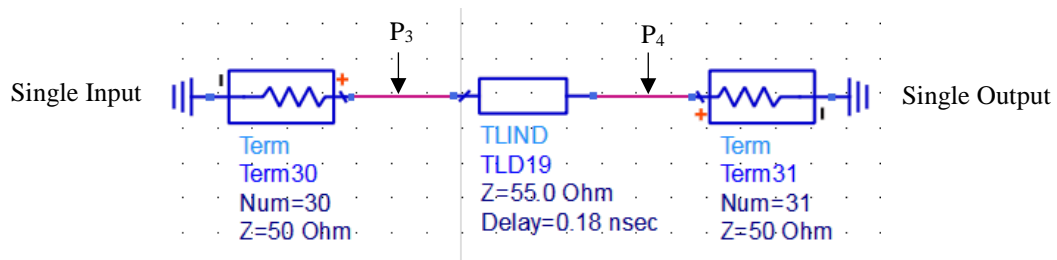 P3
P4
Single Input
+
+
Single Output
Term
Term30
Num=30
Z=50 Ohm
TLIND
TLD19
Z=55.0 Ohm
Delay=0.18 nsec
Term
Term31
Num=31
Z=50 Ohm